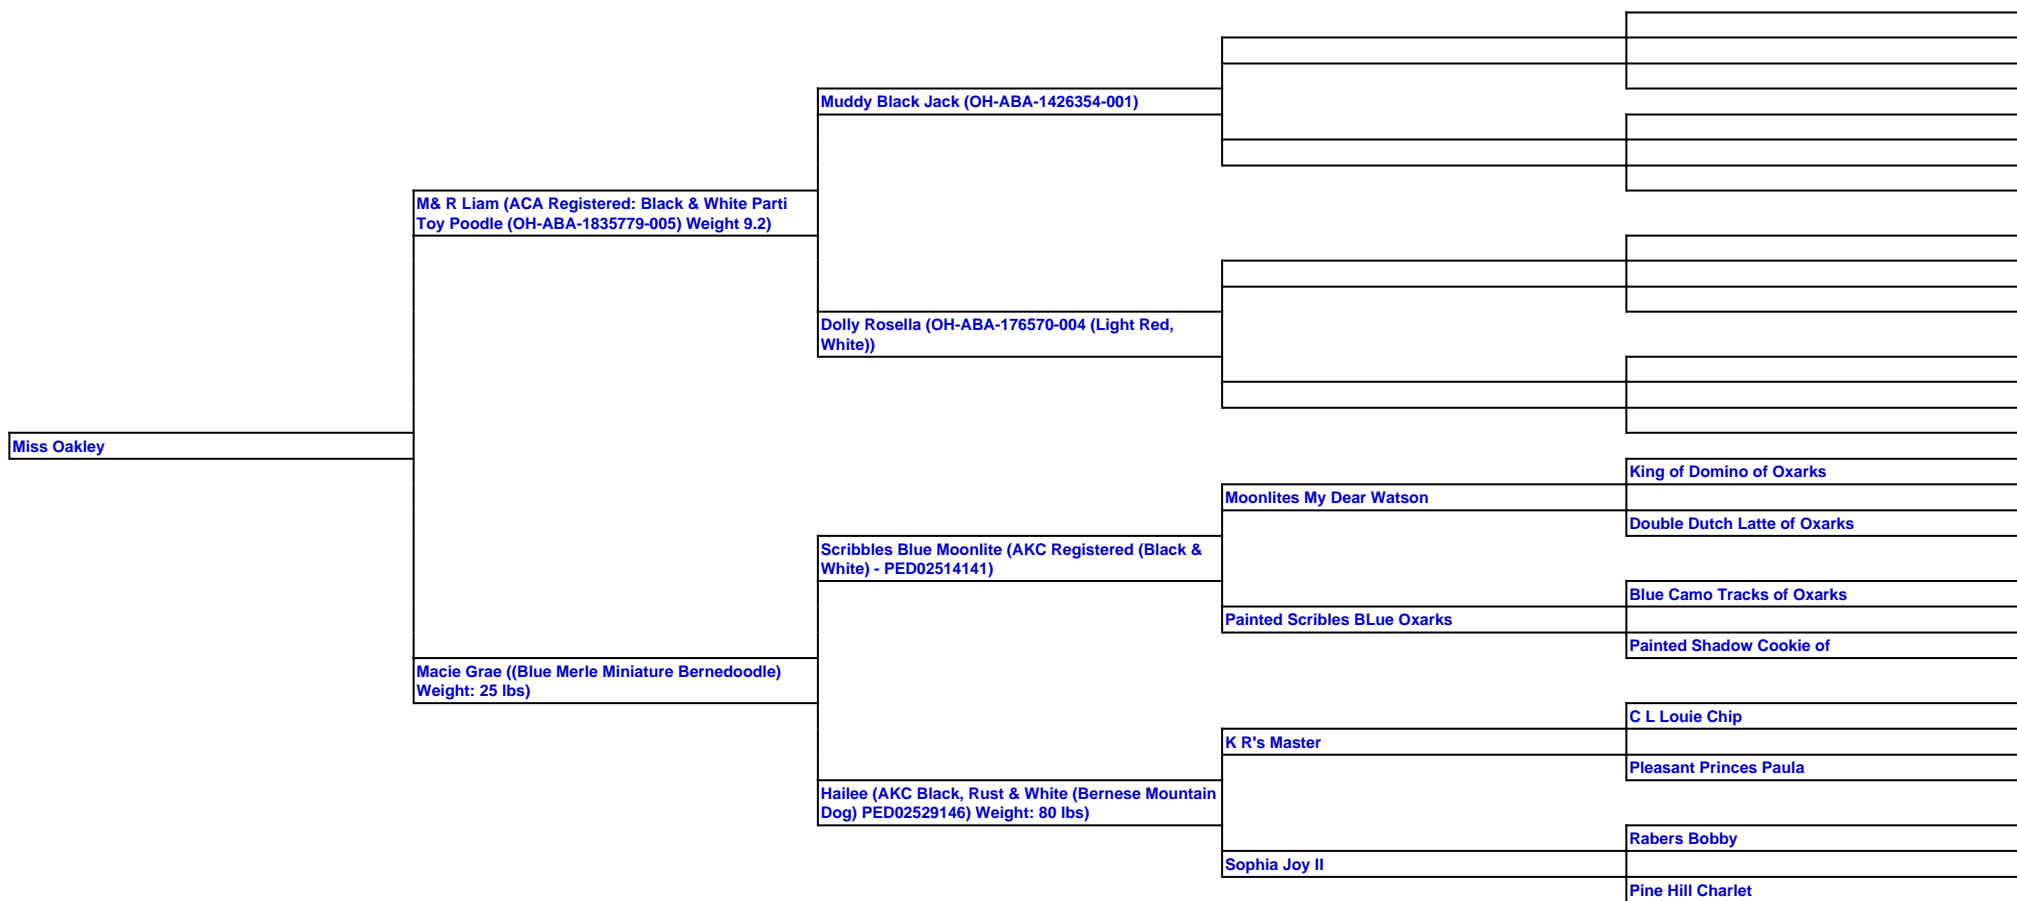 Muddy Black Jack (OH-ABA-1426354-001)
M& R Liam (ACA Registered: Black & White Parti
Toy Poodle (OH-ABA-1835779-005) Weight 9.2)
Dolly Rosella (OH-ABA-176570-004 (Light Red,
White))
Miss Oakley
King of Domino of Oxarks
Moonlites My Dear Watson
Double Dutch Latte of Oxarks
Scribbles Blue Moonlite (AKC Registered (Black &
White) - PED02514141)
Blue Camo Tracks of Oxarks
Painted Scribles BLue Oxarks
Painted Shadow Cookie of
Macie Grae ((Blue Merle Miniature Bernedoodle)
Weight: 25 lbs)
C L Louie Chip
K R's Master
Pleasant Princes Paula
Hailee (AKC Black, Rust & White (Bernese Mountain
Dog) PED02529146) Weight: 80 lbs)
Rabers Bobby
Sophia Joy II
Pine Hill Charlet